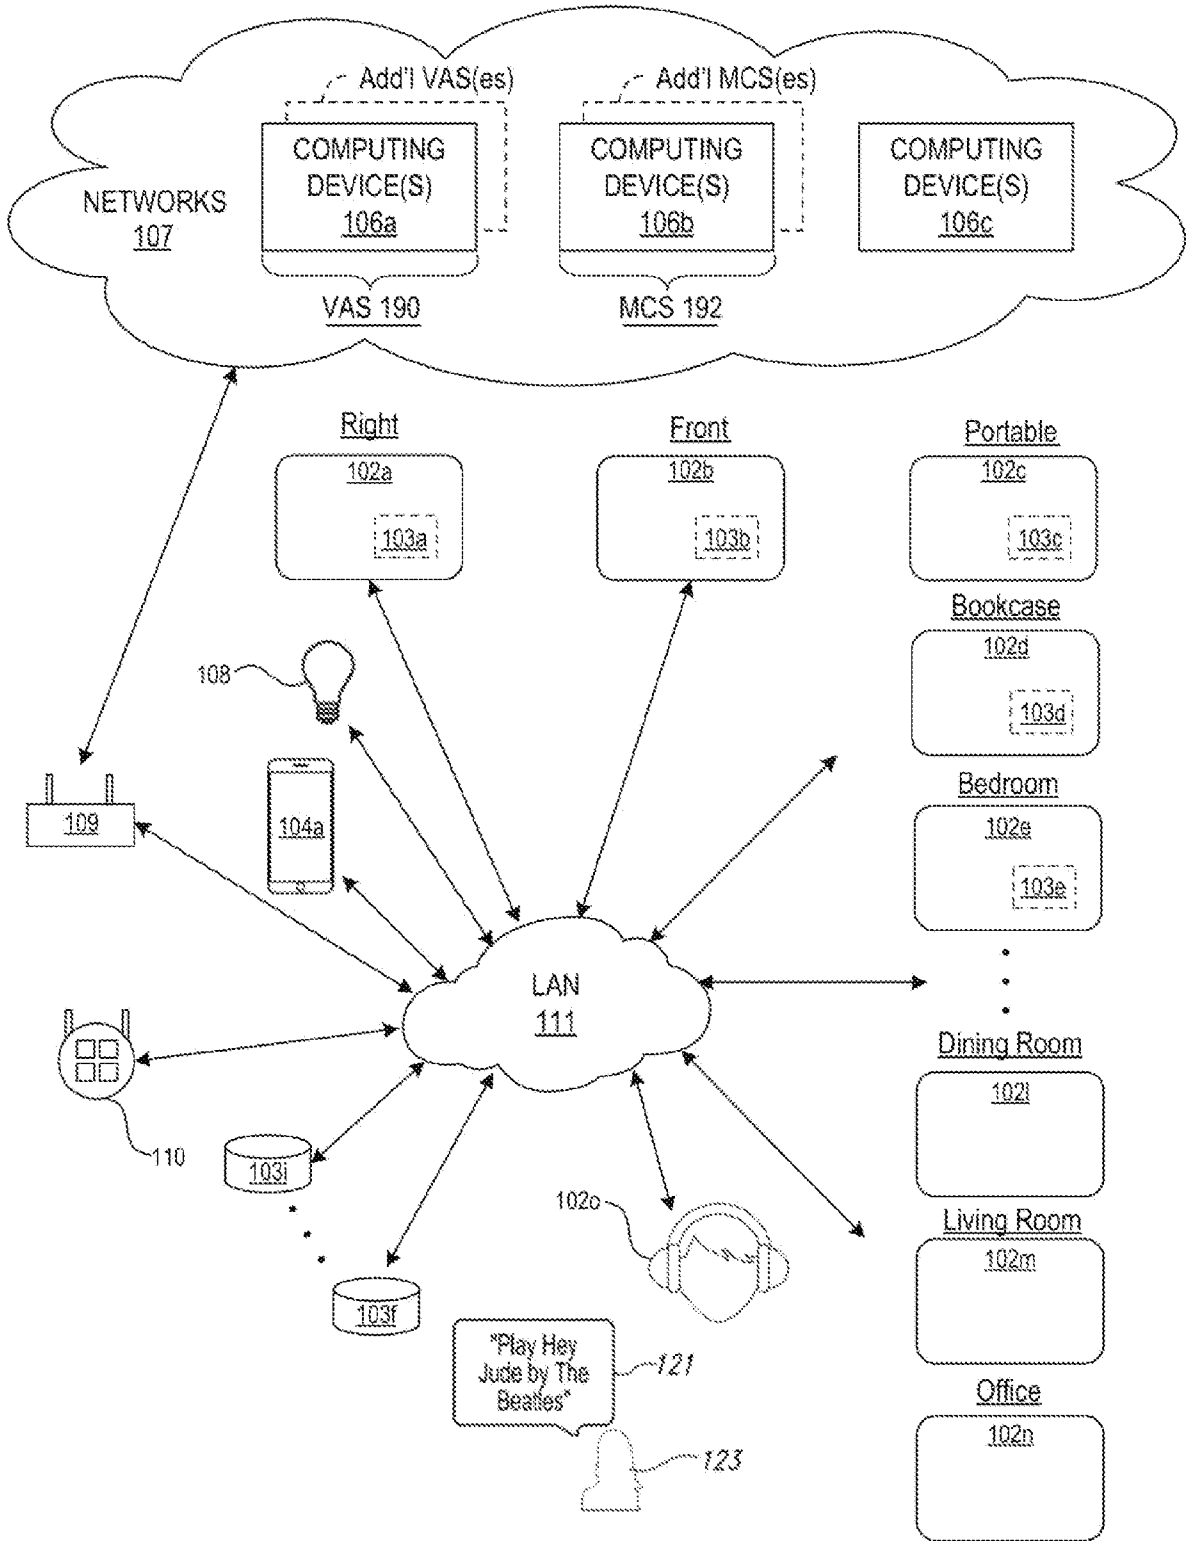 Add'l VAS(es)
Add'l MCS(es)
COMPUTING
DEVICE(S)
106a
COMPUTING
DEVICE(S)
106b
COMPUTING
DEVICE(S)
106c
NETWORKS
107
VAS 190
MCS 192
Right
102a
103a
Front
102b
103b
Portable
102c
103c
Bookcase
102d
103d
108
Bedroom
102e
103e
104a
109
LAN
111
Dining Room
102l
110
103i
102o
Living Room
102m
103f
"Play Hey
Jude by The
Beatles"
121
123
Office
102n